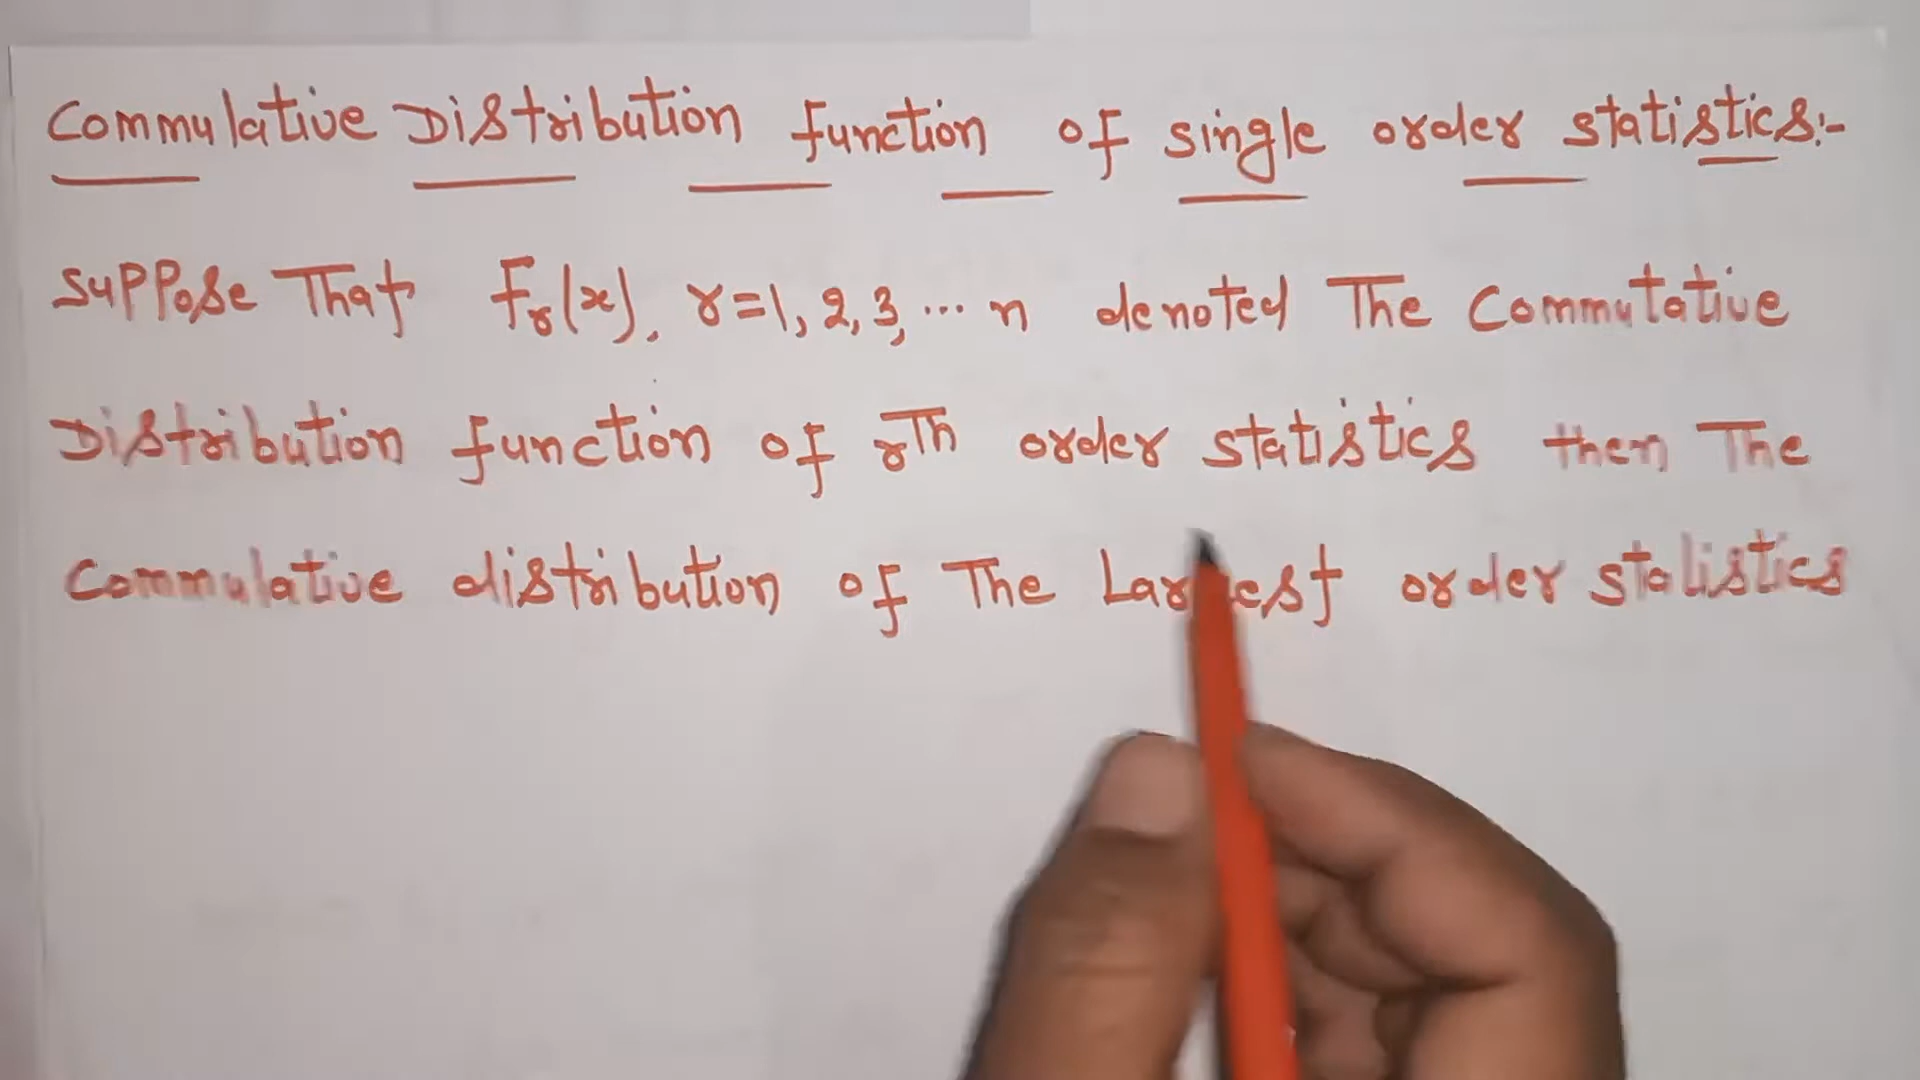 Commulative Distribution function of single order statistics:-
Suppose That Fr(x), r=1, 2, 3, ... n denoted The Commutative
Distribution function of rTh order statistics then The
Commulative distribution of The order statistics